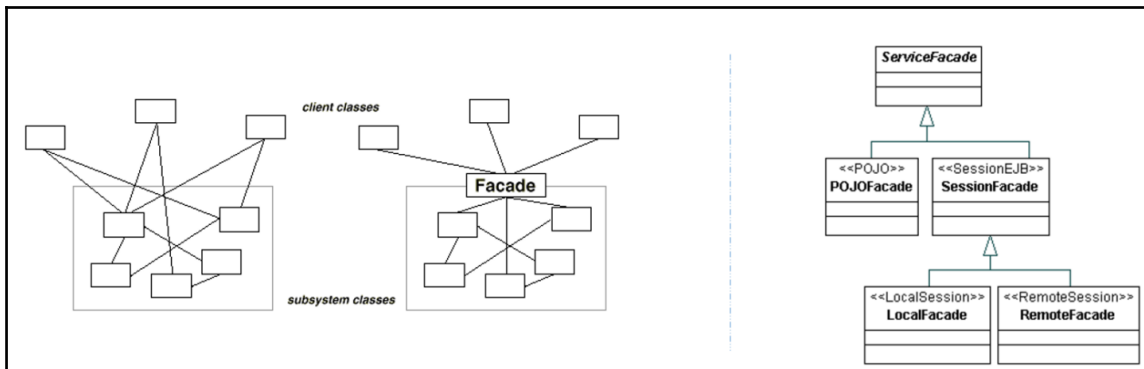 client classes
Facade
subsystem classes
ServiceFacade
<<POJO>>
POJOFacade
<<SessionEJB>>
SessionFacade
<<LocalSession>>
LocalFacade
<<RemoteSession>>
RemoteFacade